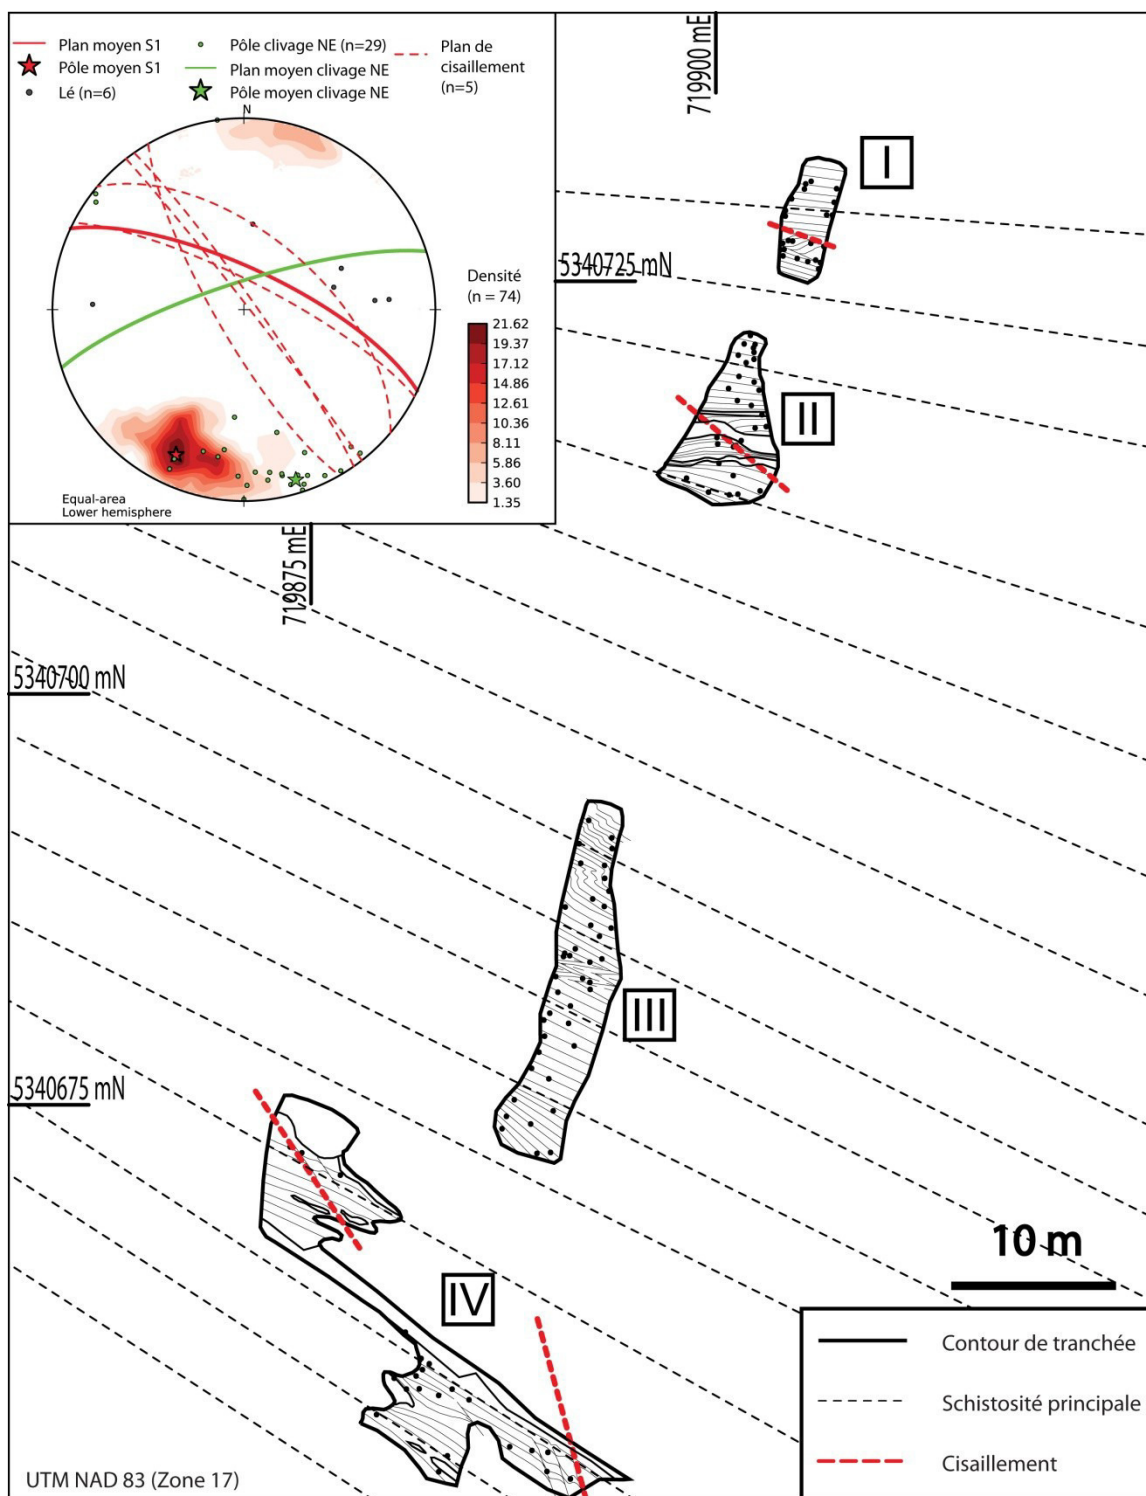 Plan moyen S1
Pôle moyen S1
Lé (n=6)
Pôle clivage NE (n=29)
Plan moyen clivage NE
Pôle moyen clivage NE
Plan de
cisaillement
(n=5)
N
Densité
(n = 74)
21.62
19.37
17.12
14.86
12.61
10.36
8.11
5.86
3.60
1.35
Equal-area
Lower hemisphere
719900 mE
I
5340725 mN
II
719875 mE
5340700 mN
III
5340675 mN
10 m
IV
Contour de tranchée
Schistosité principale
Cisaillement
UTM NAD 83 (Zone 17)